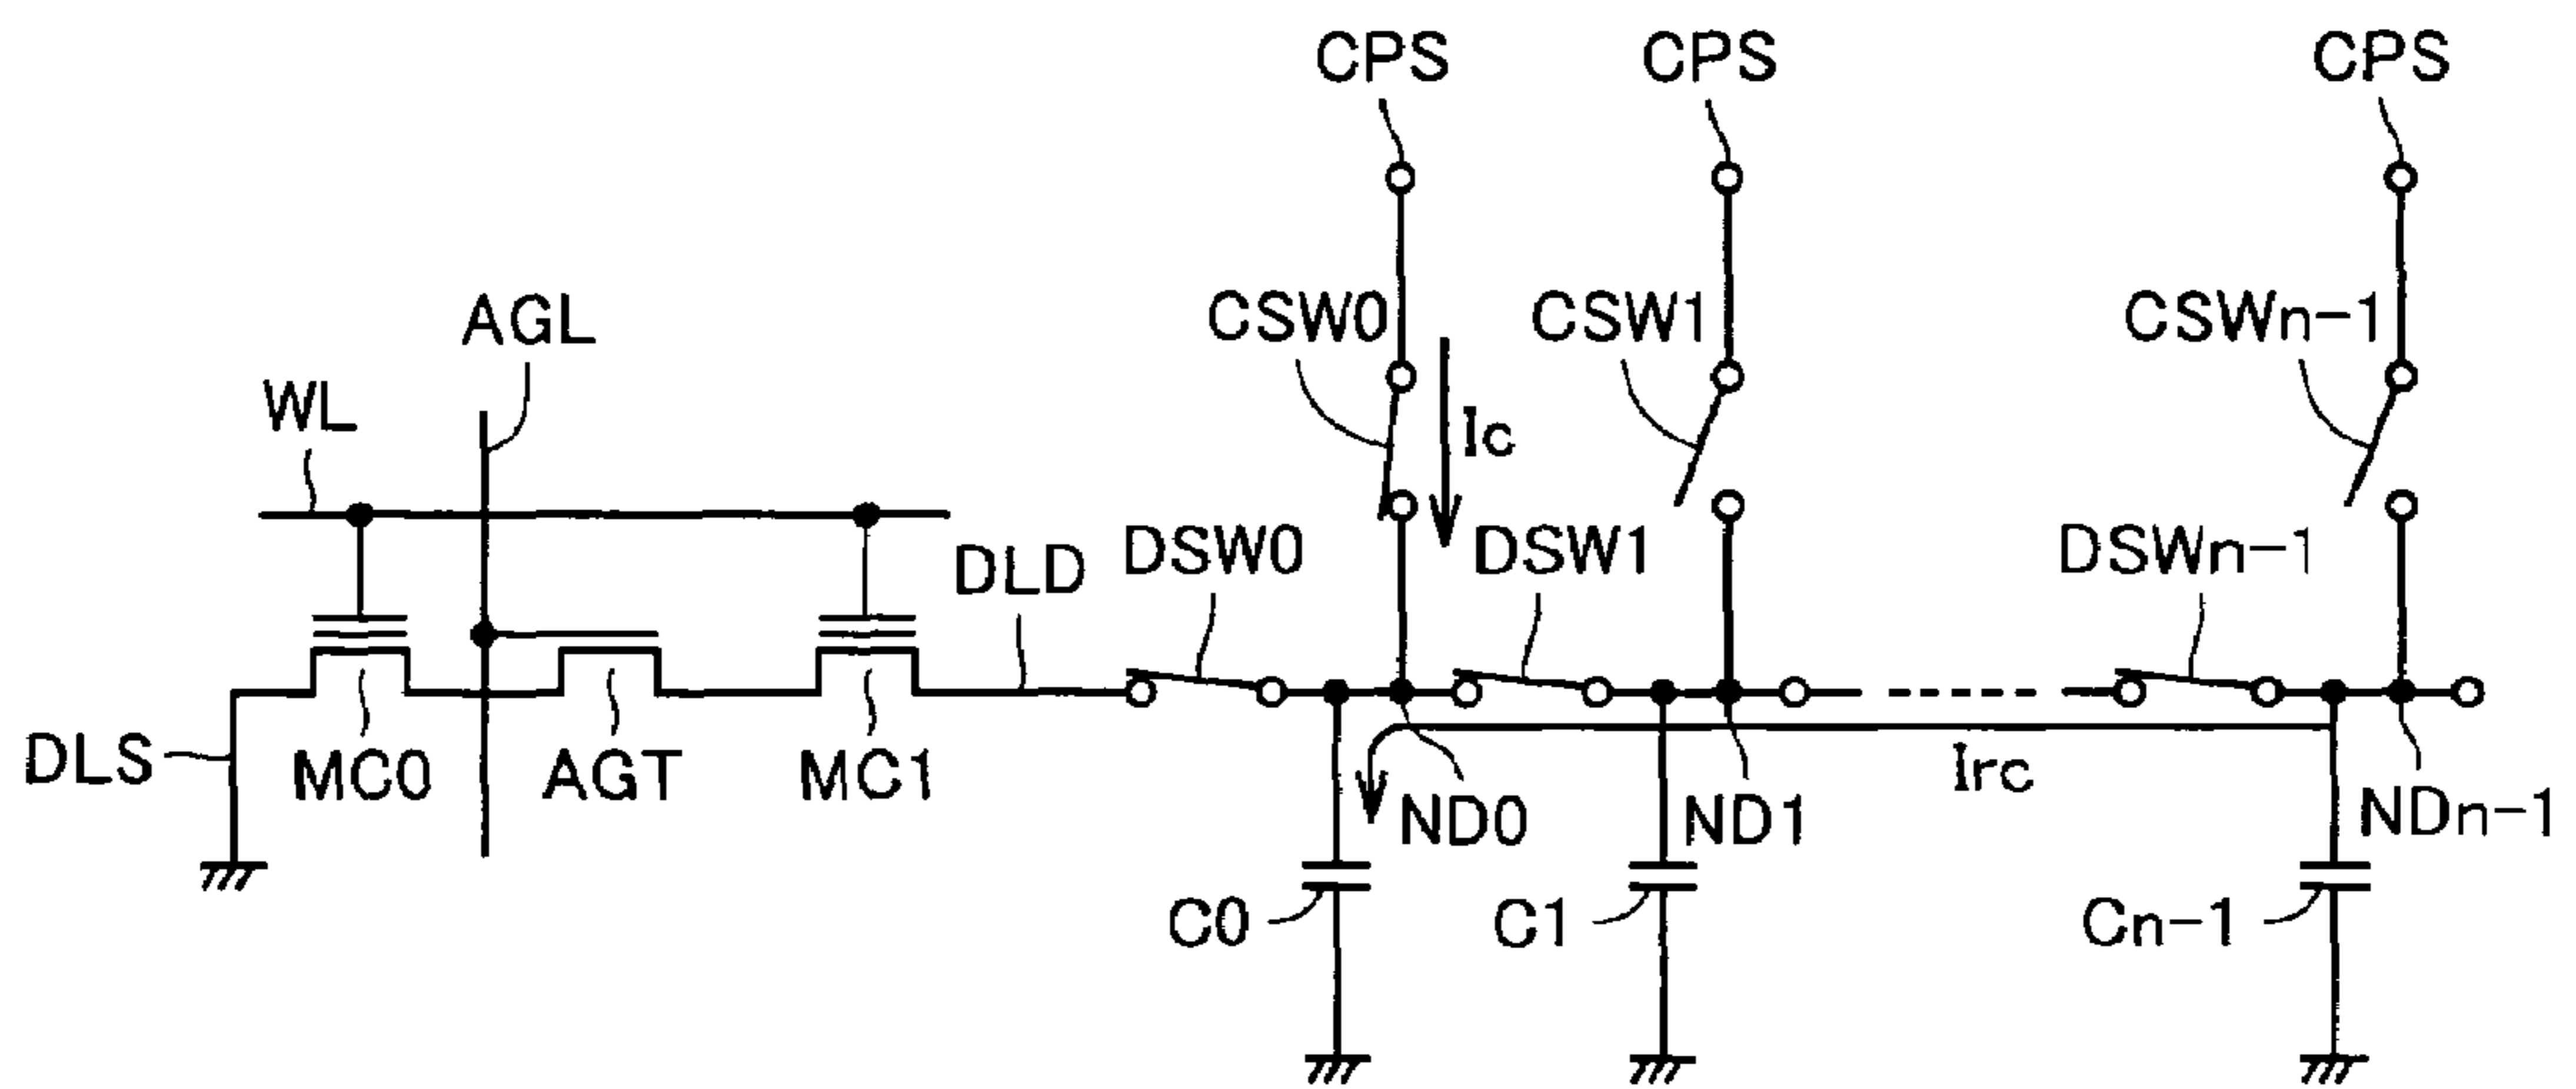 CPS
CPS
CPS
AGL
CSW0
CSW1
CSWn-1
WL
Ic
DLD
DSW0
DSW1
DSWn-1
DLS
MC0
AGT
MC1
Irc
ND0
ND1
NDn-1
C0
C1
Cn-1